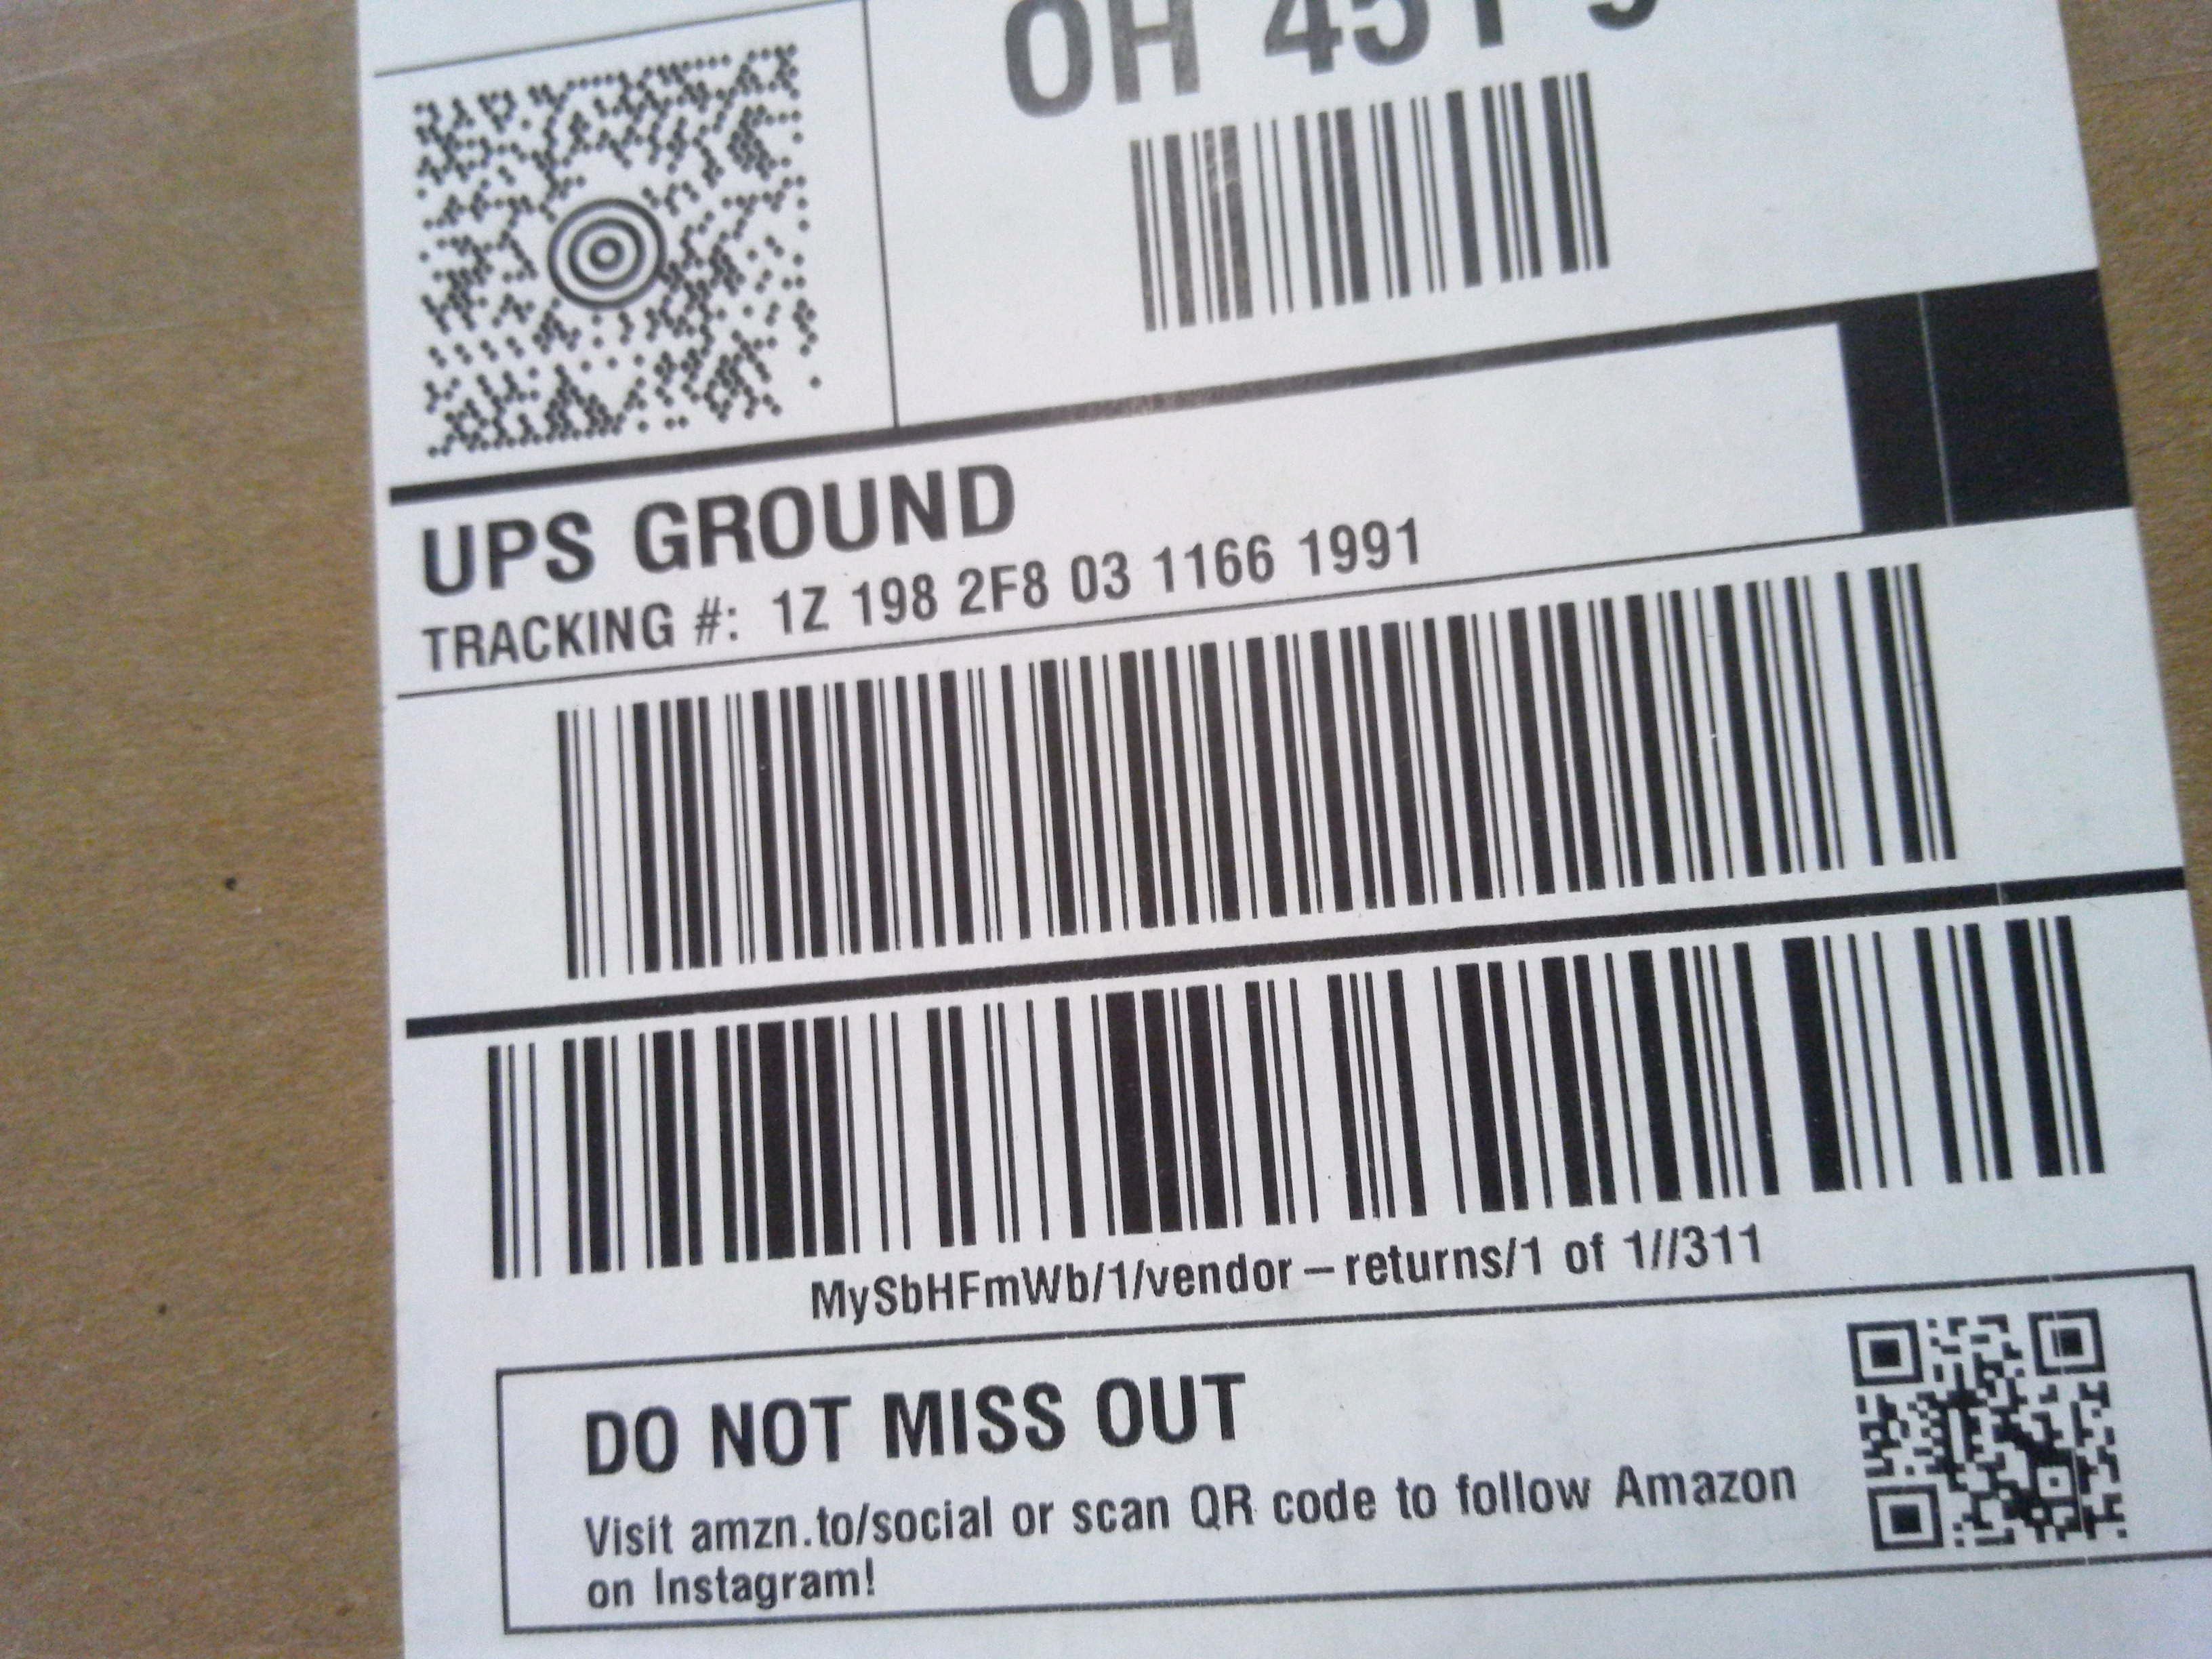 OH 451
UPS GROUND
TRACKING #: 1Z 198 2F8 03 1166 1991
MySbHFmWb/1/vendor–returns/1 of 1//311
DO NOT MISS OUT
Visit amzn.to/social or scan QR code to follow Amazon
on Instagram!